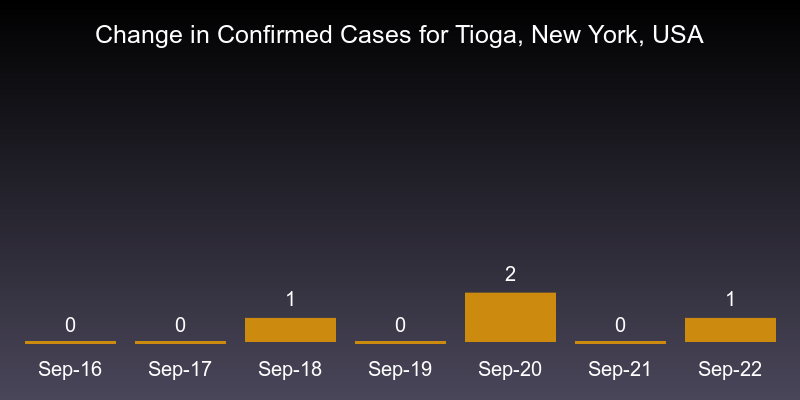 Change in Confirmed Cases for Tioga, New York, USA
0 0 1 0 2 0 1
Sep-16 Sep-17 Sep-18 Sep-19 Sep-20 Sep-21 Sep-22